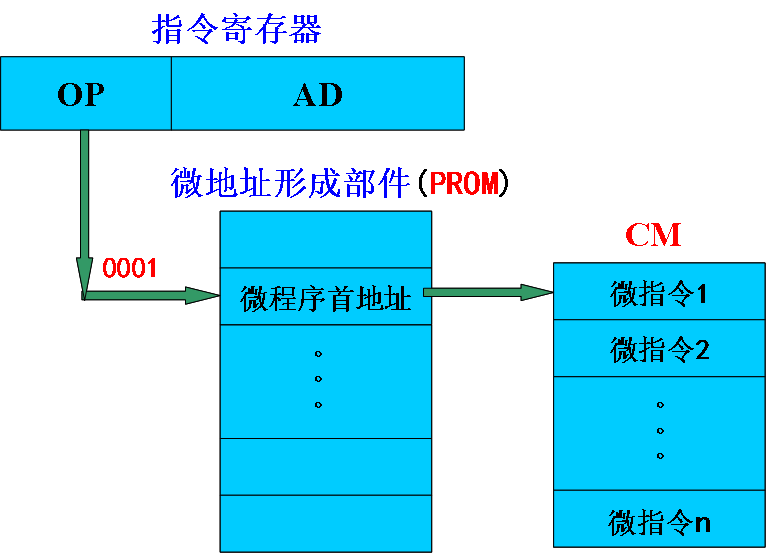 指令寄存器
OP
AD
微地址形成部件(PROM)
0001
CM
微程序首地址
微指令1
微指令2
。
。
。
。
。
。
微指令n